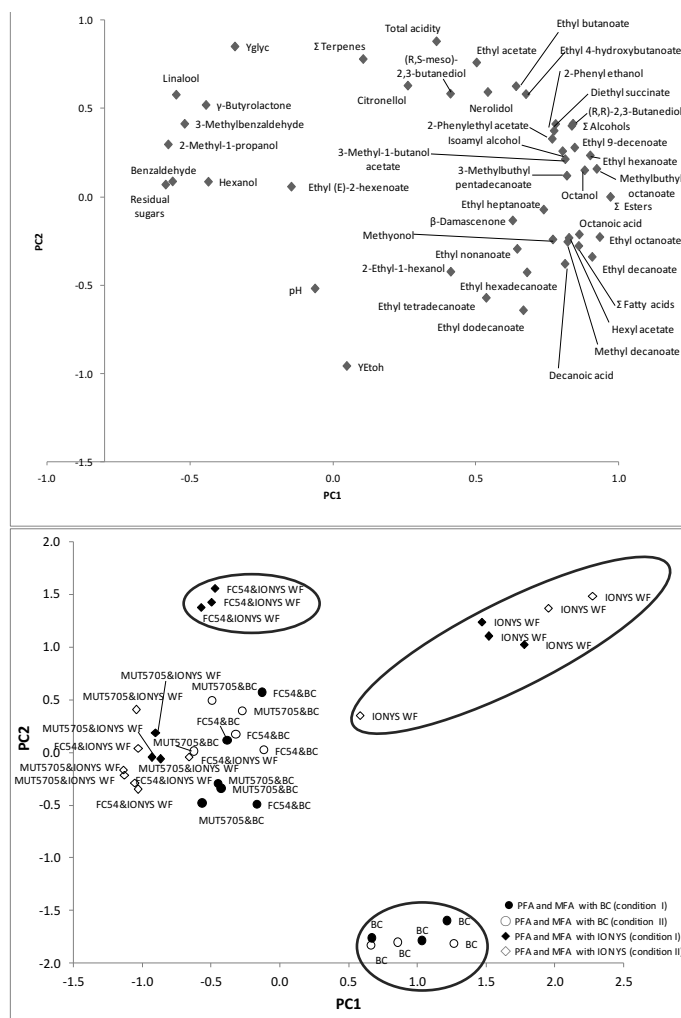 Ethyl butanoate
Total acidity
Yglyc
Σ Terpenes
Ethyl acetate
Ethyl 4-hydroxybutanoate
(R,S-meso)-
2,3-butanediol
2-Phenyl ethanol
Linalool
Diethyl succinate
γ-Butyrolactone
Citronellol
Nerolidol
(R,R)-2,3-Butanediol
3-Methylbenzaldehyde
2-Phenylethyl acetate
Σ Alcohols
2-Methyl-1-propanol
Isoamyl alcohol
Ethyl 9-decenoate
3-Methyl-1-butanol
acetate
Ethyl hexanoate
Benzaldehyde
Hexanol
Ethyl (E)-2-hexenoate
3-Methylbuthyl
pentadecanoate
Methylbutyl
octanoate
Residual
sugars
Octanol
Σ Esters
Ethyl heptanoate
β-Damascenone
Octanoic acid
Methyonol
Ethyl octanoate
Ethyl nonanoate
2-Ethyl-1-hexanol
Ethyl decanoate
pH
Ethyl hexadecanoate
Ethyl tetradecanoate
Σ Fatty acids
Ethyl dodecanoate
Hexyl acetate
Methyl decanoate
YEtoh
Decanoic acid
1.0
0.5
0.0
-0.5
-1.0
-1.5
PC2
-1.0 -0.5 0.0 0.5 1.0
PC1
2.0
1.5
1.0
0.5
0.0
-0.5
-1.0
-1.5
-2.0
PC2
FC54&IONYS WF
FC54&IONYS WF
FC54&IONYS WF
IONYS WF
IONYS WF
IONYS WF
IONYS WF
IONYS WF
IONYS WF
MUT5705&IONYS WF
MUT5705&BC
MUT5705&IONYS WF
FC54&BC
MUT5705&BC
MUT5705&IONYS WF
FC54&BC
MUT5705&BC
FC54&BC
FC54&IONYS WF
FC54&BC
FC54&IONYS WF
MUT5705&IONYS WF
MUT5705&IONYS WF
MUT5705&IONYS WF
FC54&IONYS WF
MUT5705&BC
MUT5705&BC
FC54&IONYS WF
FC54&BC
MUT5705&BC
BC
BC
BC
BC
BC
BC
PFA and MFA with BC (condition I)
PFA and MFA with BC (condition II)
PFA and MFA with IONYS (condition I)
PFA and MFA with IONYS (condition II)
-1.5 -1.0 -0.5 0.0 0.5 1.0 1.5 2.0 2.5
PC1